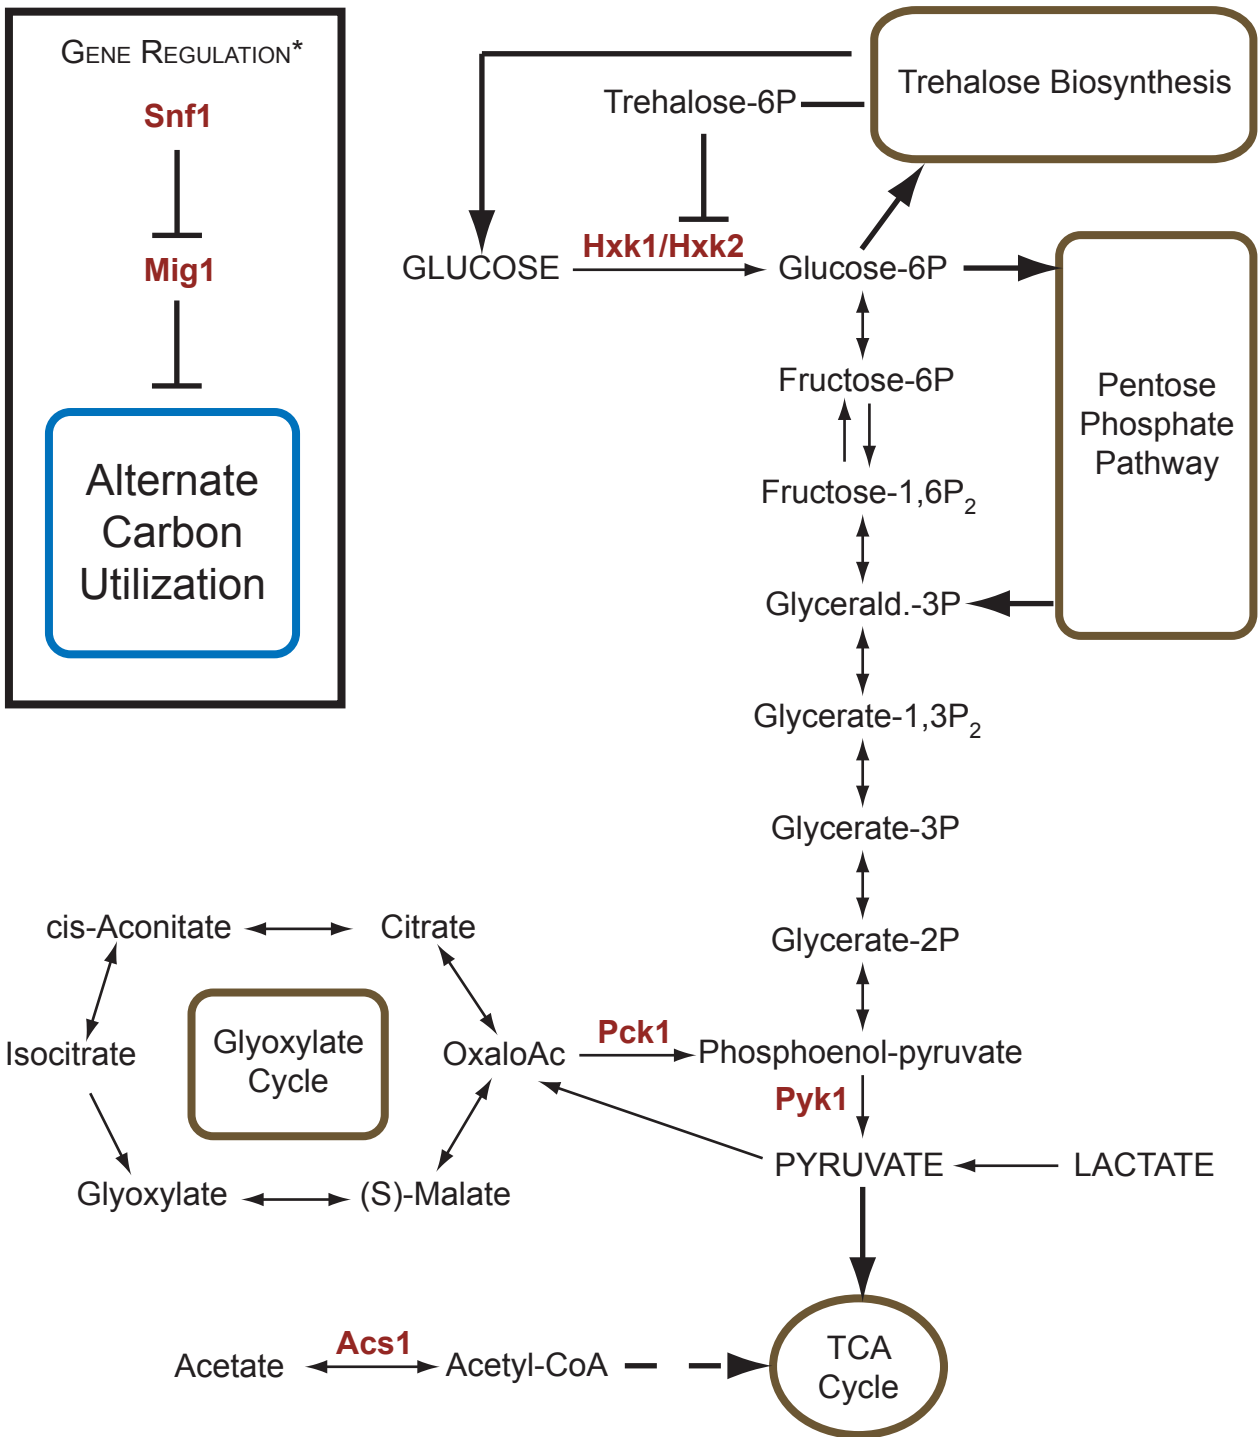 GENE REGULATION*
Snf1
Mig1
Alternate
Carbon
Utilization
Trehalose Biosynthesis
Trehalose-6P
Hxk1/Hxk2
GLUCOSE
Glucose-6P
Fructose-6P
Pentose
Phosphate
Pathway
Fructose-1,6P2
Glycerald.-3P
Glycerate-1,3P2
Glycerate-3P
Glycerate-2P
cis-Aconitate
Citrate
Isocitrate
Glyoxylate
Cycle
OxaloAc
Pck1
Phosphoenol-pyruvate
Pyk1
PYRUVATE
LACTATE
Glyoxylate
(S)-Malate
Acetate
Acs1
Acetyl-CoA
TCA
Cycle